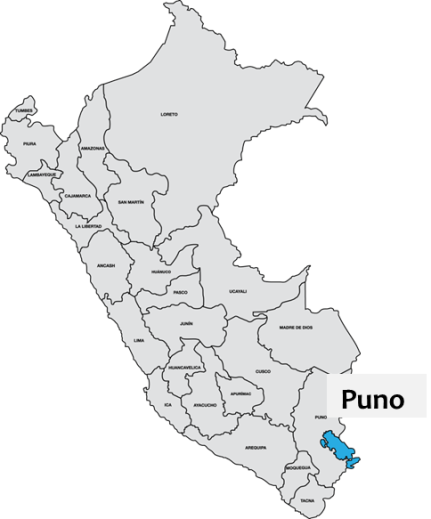 LORETO
TUMBES
PIURA
AMAZONAS
LAMBAYEQUE
CAJAMARCA
SAN MARTÍN
LA LIBERTAD
ANCASH
HUÁNUCO
PASCO
UCAYALI
JUNÍN
MADRE DE DIOS
LIMA
HUANCAVELICA
CUSCO
APURÍMAC
ICA
AYACUCHO
Puno
PUNO
AREQUIPA
MOQUEGUA
TACNA